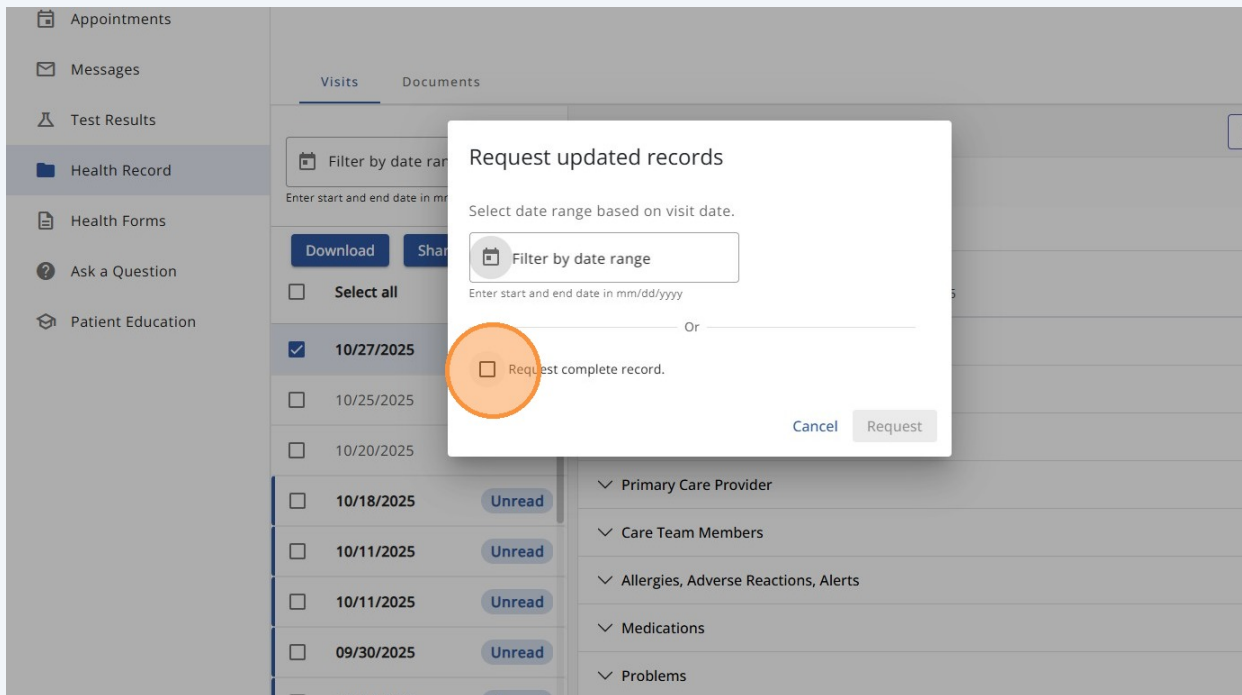 Appointments
Messages
Test Results
Health Record
Health Forms
Ask a Question
Patient Education
Visits Documents
Filter by date ran
Enter start and end date in m
Download Shar
Select all
10/27/2025
10/25/2025
10/20/2025
10/18/2025 Unread
10/11/2025 Unread
10/11/2025 Unread
09/30/2025 Unread
Request updated records
Select date range based on visit date.
Filter by date range
Enter start and end date in mm/dd/yyyy
Or
Request complete record.
Cancel Request
Primary Care Provider
Care Team Members
Allergies, Adverse Reactions, Alerts
Medications
Problems